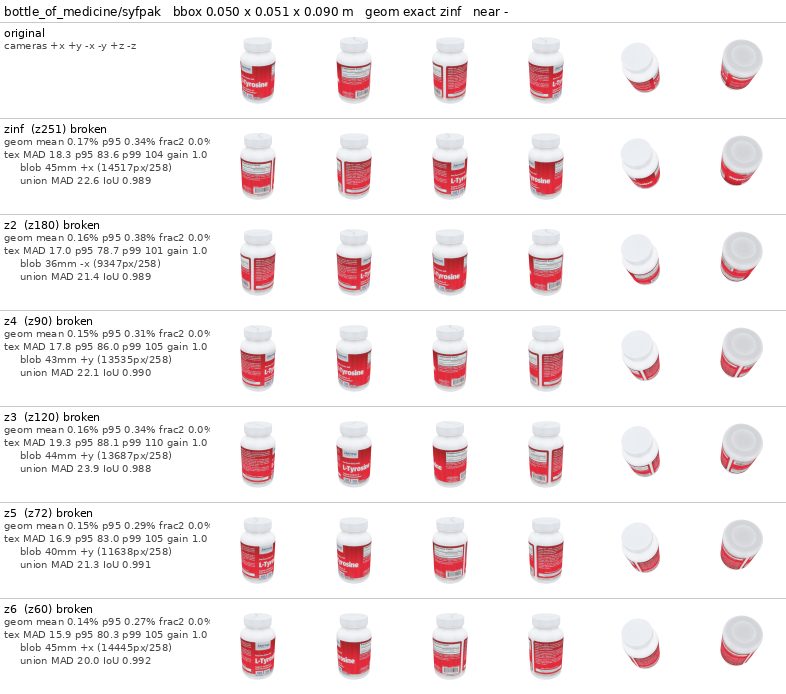 bottle_of_medicine/syfpak bbox 0.050 x 0.051 x 0.090 m geom exact zinf near -
original
cameras +x +y -x -y +z -z
zinf (z251) broken
geom mean 0.17% p95 0.34% frac2 0.0%
tex MAD 18.3 p95 83.6 p99 104 gain 1.0
blob 45mm +x (14517px/258)
union MAD 22.6 IoU 0.989
L-Tyrosine
z2 (z180) broken
geom mean 0.16% p95 0.38% frac2 0.0%
tex MAD 17.0 p95 78.7 p99 101 gain 1.0
blob 36mm -x (9347px/258)
union MAD 21.4 IoU 0.989
z4 (z90) broken
geom mean 0.15% p95 0.31% frac2 0.0%
tex MAD 17.8 p95 86.0 p99 105 gain 1.0
blob 43mm +y (13535px/258)
union MAD 22.1 IoU 0.990
z3 (z120) broken
geom mean 0.16% p95 0.34% frac2 0.0%
tex MAD 19.3 p95 88.1 p99 110 gain 1.0
blob 44mm +y (13687px/258)
union MAD 23.9 IoU 0.988
L-Tyrosine
z5 (z72) broken
geom mean 0.15% p95 0.29% frac2 0.0%
tex MAD 16.9 p95 83.0 p99 105 gain 1.0
blob 40mm +y (11638px/258)
union MAD 21.3 IoU 0.991
z6 (z60) broken
geom mean 0.14% p95 0.27% frac2 0.0%
tex MAD 15.9 p95 80.3 p99 105 gain 1.0
blob 45mm +x (14445px/258)
union MAD 20.0 IoU 0.992